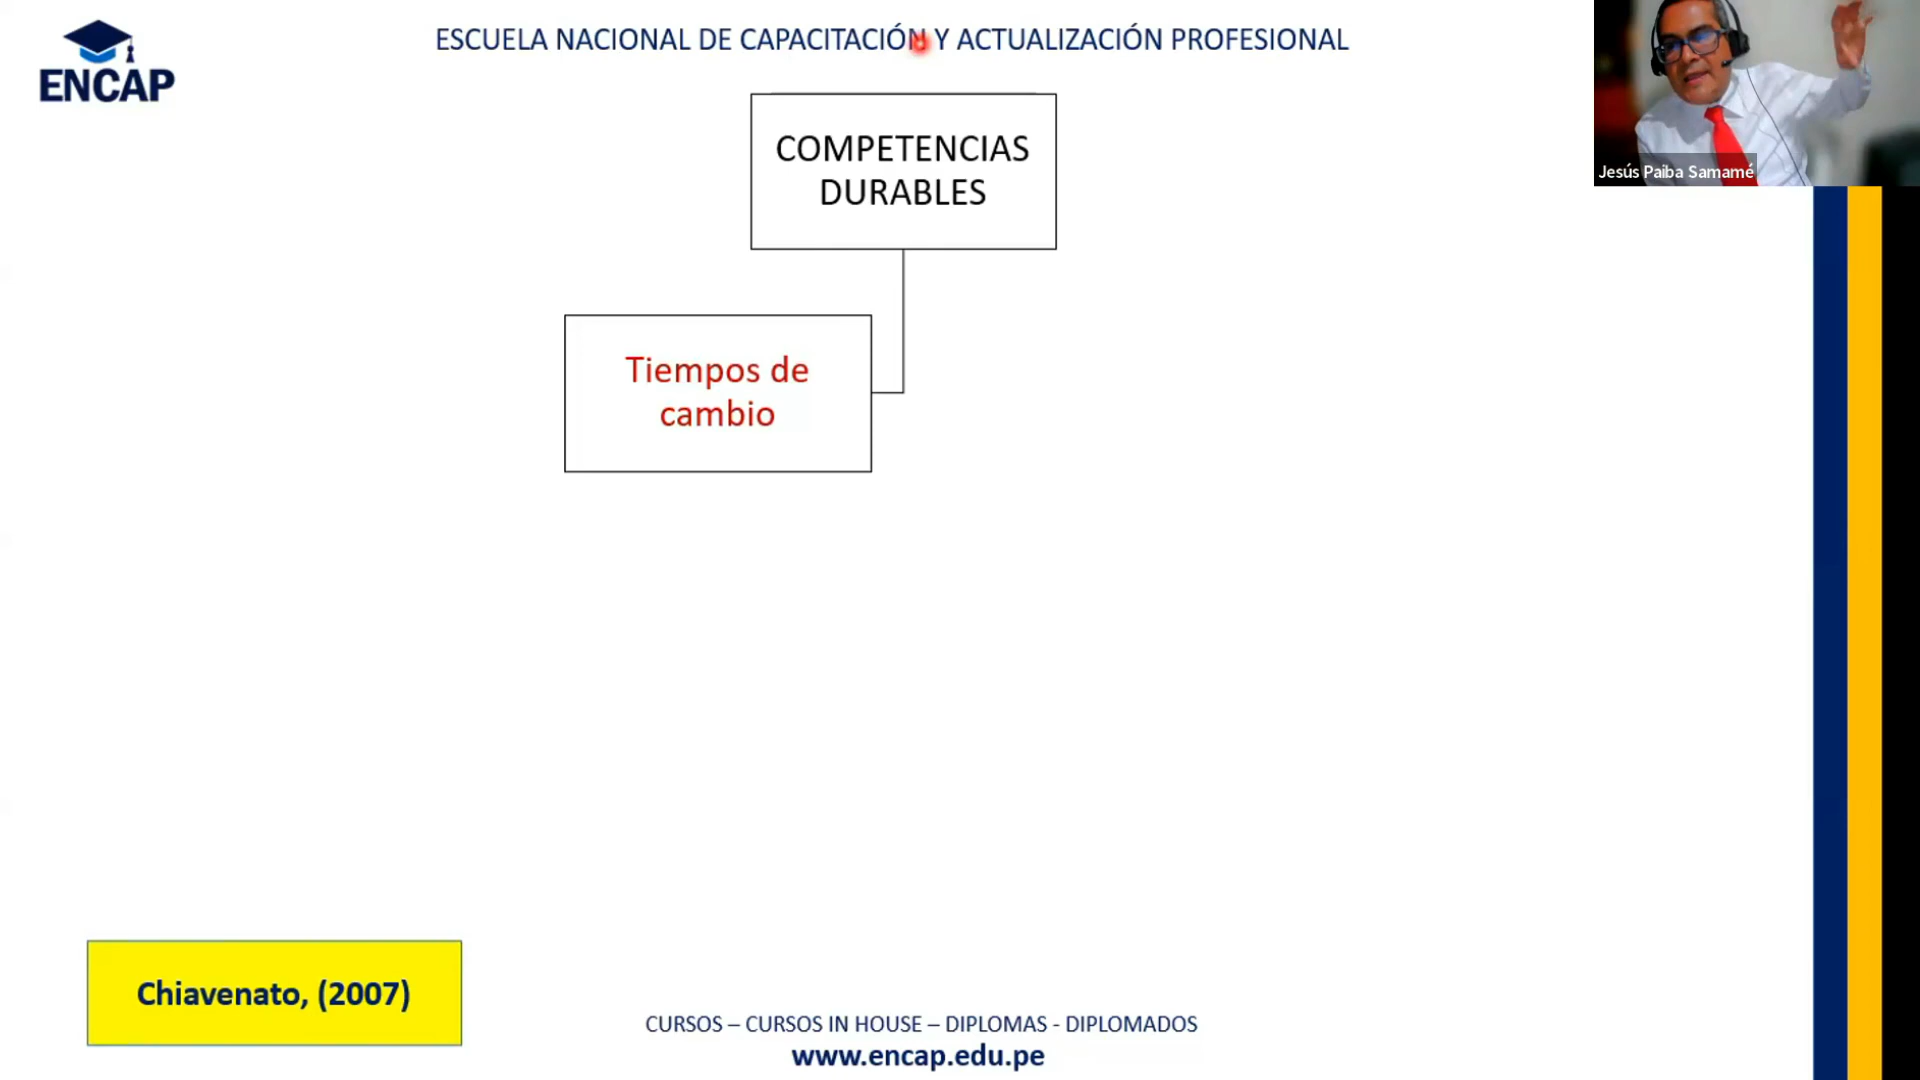 ENCAP
ESCUELA NACIONAL DE CAPACITACIÓN Y ACTUALIZACIÓN PROFESIONAL
Jesús Paiba Samamé
COMPETENCIAS
DURABLES
Tiempos de
cambio
Chiavenato, (2007)
CURSOS – CURSOS IN HOUSE – DIPLOMAS - DIPLOMADOS
www.encap.edu.pe